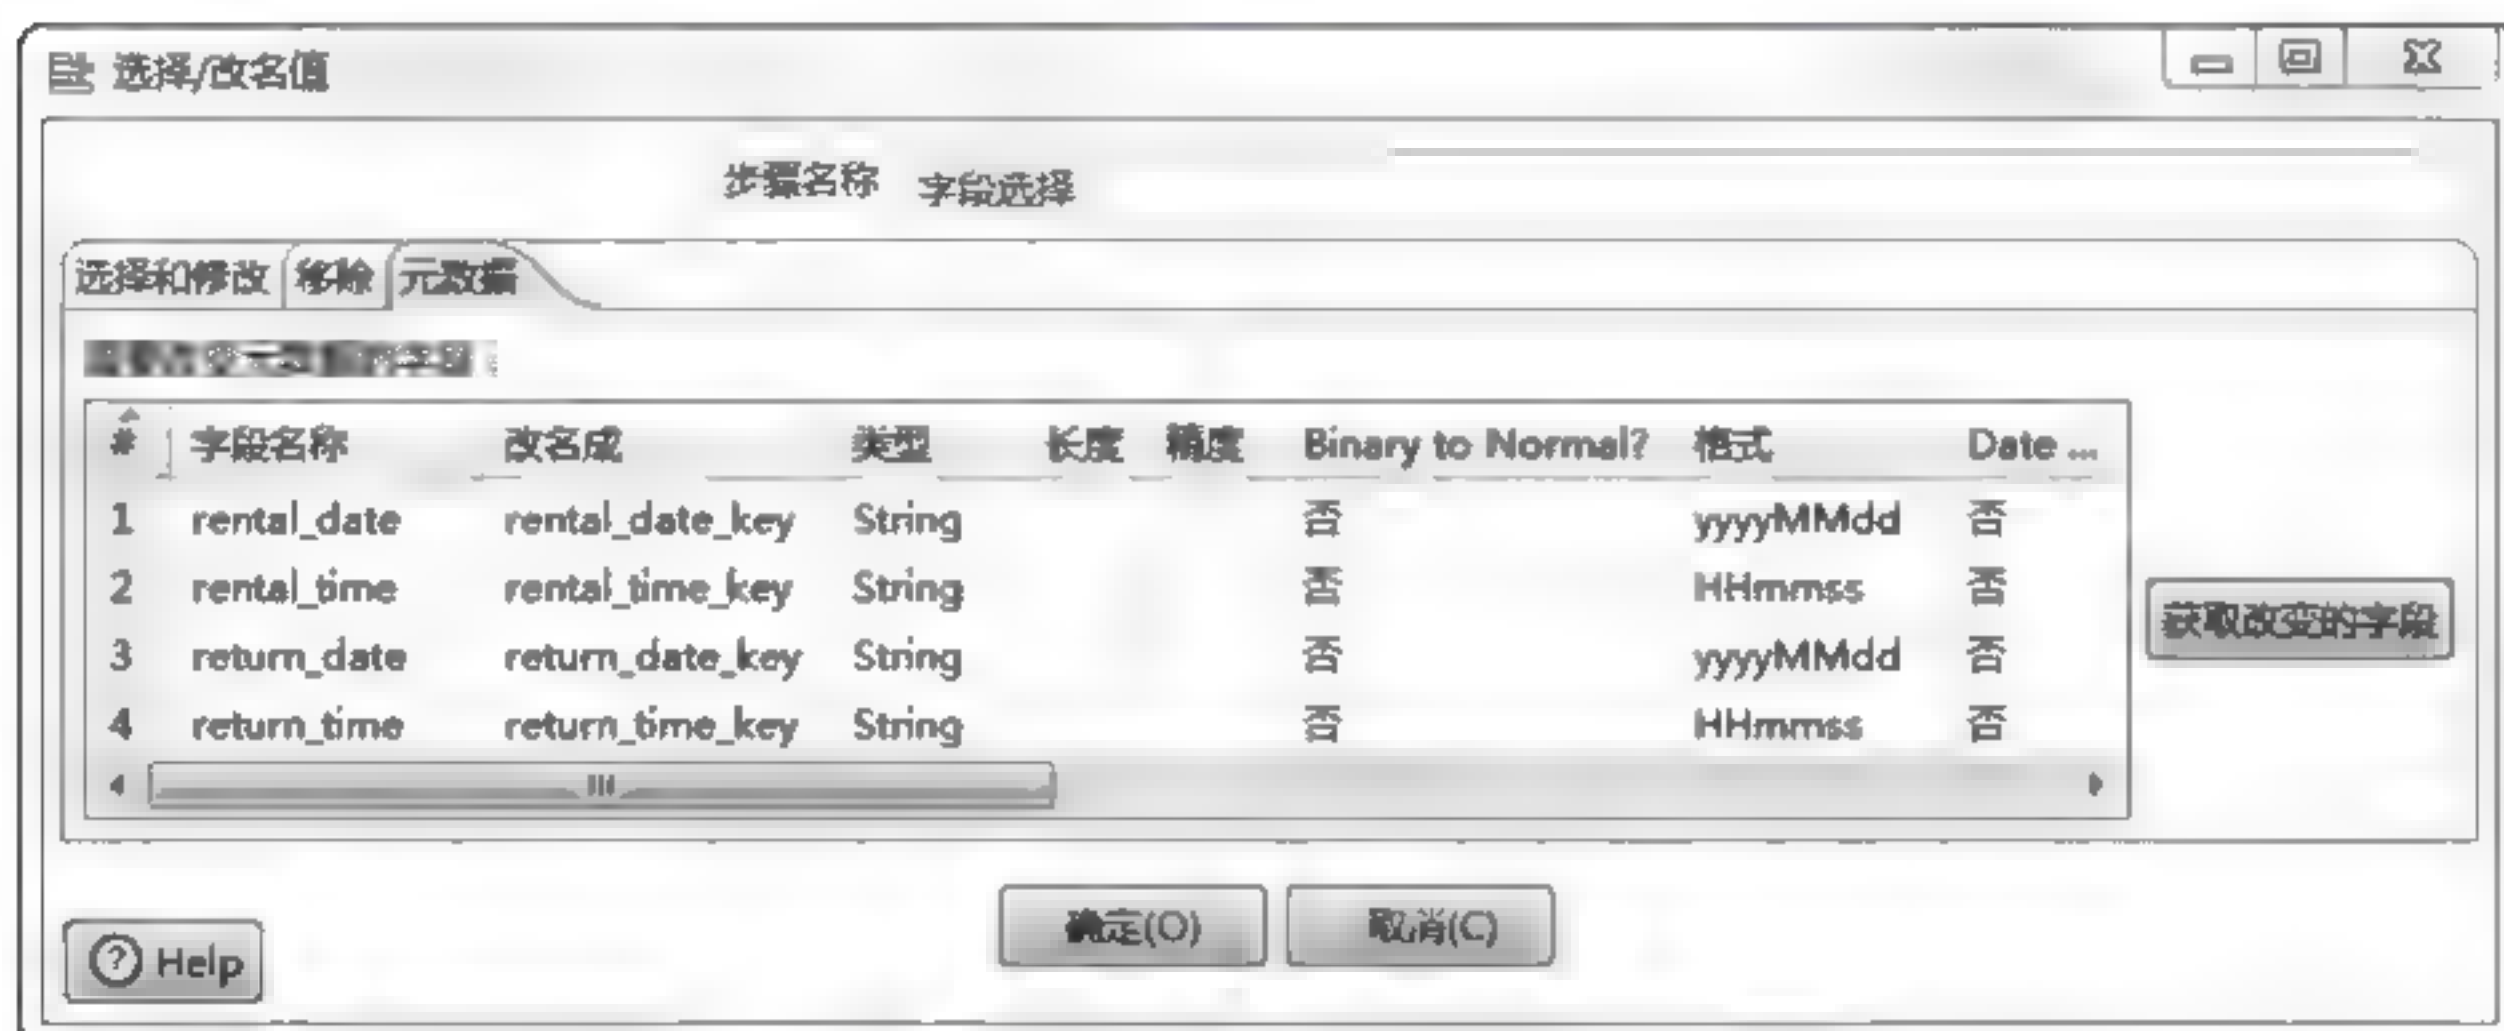 选择/改名值
步骤名称 字段选择
选择和修改 移除 元数据
# 字段名称 改名成 类型 长度 精度 Binary to Normal? 格式 Date ...
1 rental_date rental_date_key String 否 yyyyMMdd 否
2 rental_time rental_time_key String 否 HHmmss 否
3 return_date return_date_key String 否 yyyyMMdd 否
4 return_time return_time_key String 否 HHmmss 否
获取改变的字段
确定(O) 取消(C)
Help